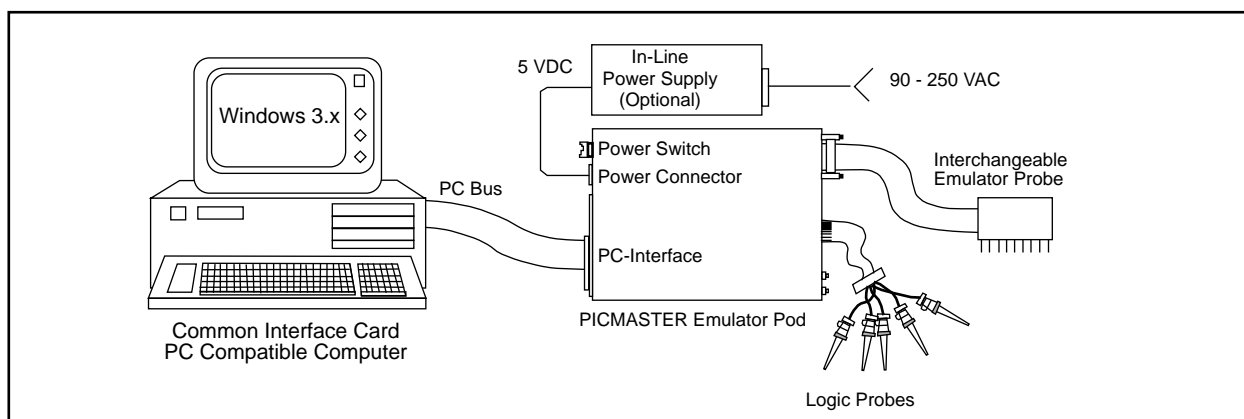 In-Line
Power Supply
(Optional)
5 VDC
90 - 250 VAC
Windows 3.x
Power Switch
Power Connector
PC Bus
PC-Interface
Interchangeable
Emulator Probe
PICMASTER Emulator Pod
Common Interface Card
PC Compatible Computer
Logic Probes